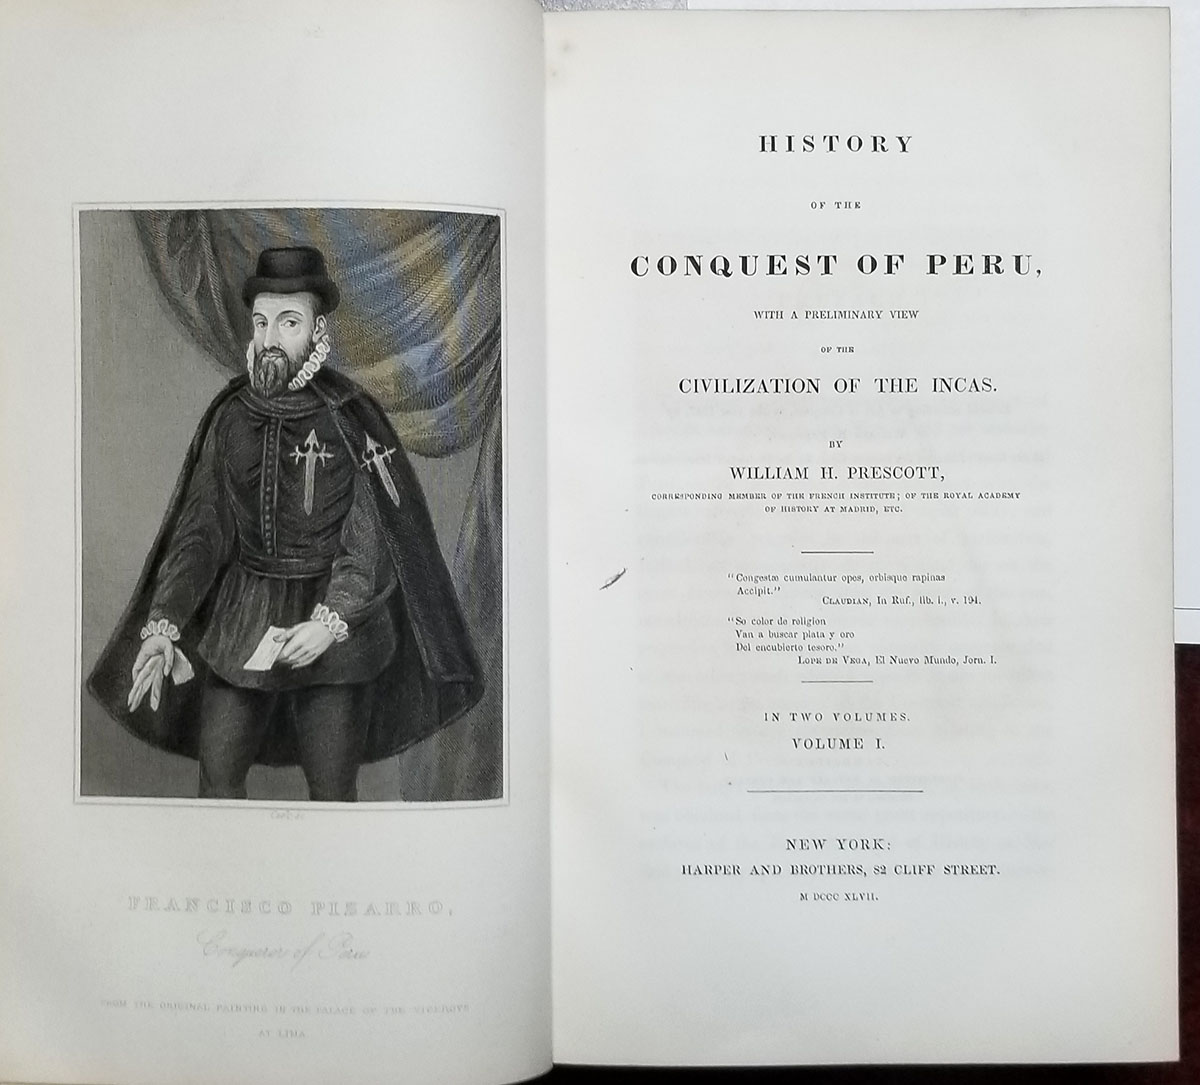 FRANCISCO PISARRO,
Conqueror of Peru
FROM THE ORIGINAL PAINTING IN THE PALACE OF THE VICEROYS
AT LIMA
HISTORY
OF THE
CONQUEST OF PERU,
WITH A PRELIMINARY VIEW
OF THE
CIVILIZATION OF THE INCAS.
BY
WILLIAM H. PRESCOTT,
CORRESPONDING MEMBER OF THE FRENCH INSTITUTE; OF THE ROYAL ACADEMY
OF HISTORY AT MADRID, ETC.
"Congestæ cumulantur opes, orbisque rapinas
Accipit."
CLAUDIAN, In Ruf., lib. i., v. 194.
"So color de religion
Van a buscar plata y oro
Del encubierto tesoro."
LOPE DE VEGA, El Nuevo Mundo, Jorn. I.
IN TWO VOLUMES.
VOLUME I.
NEW YORK:
HARPER AND BROTHERS, 82 CLIFF STREET.
M DCCC XLVII.